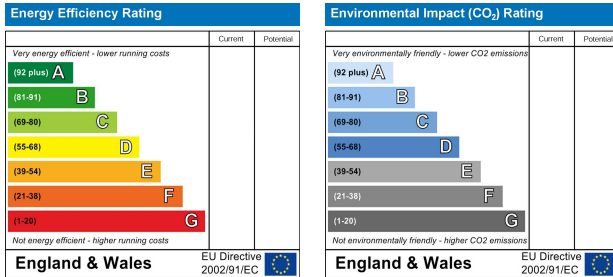 Energy Efficiency Rating
Current Potential
Very energy efficient - lower running costs
(92 plus) A
(81-91) B
(69-80) C
(55-68) D
(39-54) E
(21-38) F
(1-20) G
Not energy efficient - higher running costs
England & Wales
EU Directive
2002/91/EC
Environmental Impact (CO₂) Rating
Current Potential
Very environmentally friendly - lower CO2 emissions
(92 plus) A
(81-91) B
(69-80) C
(55-68) D
(39-54) E
(21-38) F
(1-20) G
Not environmentally friendly - higher CO2 emissions
England & Wales
EU Directive
2002/91/EC